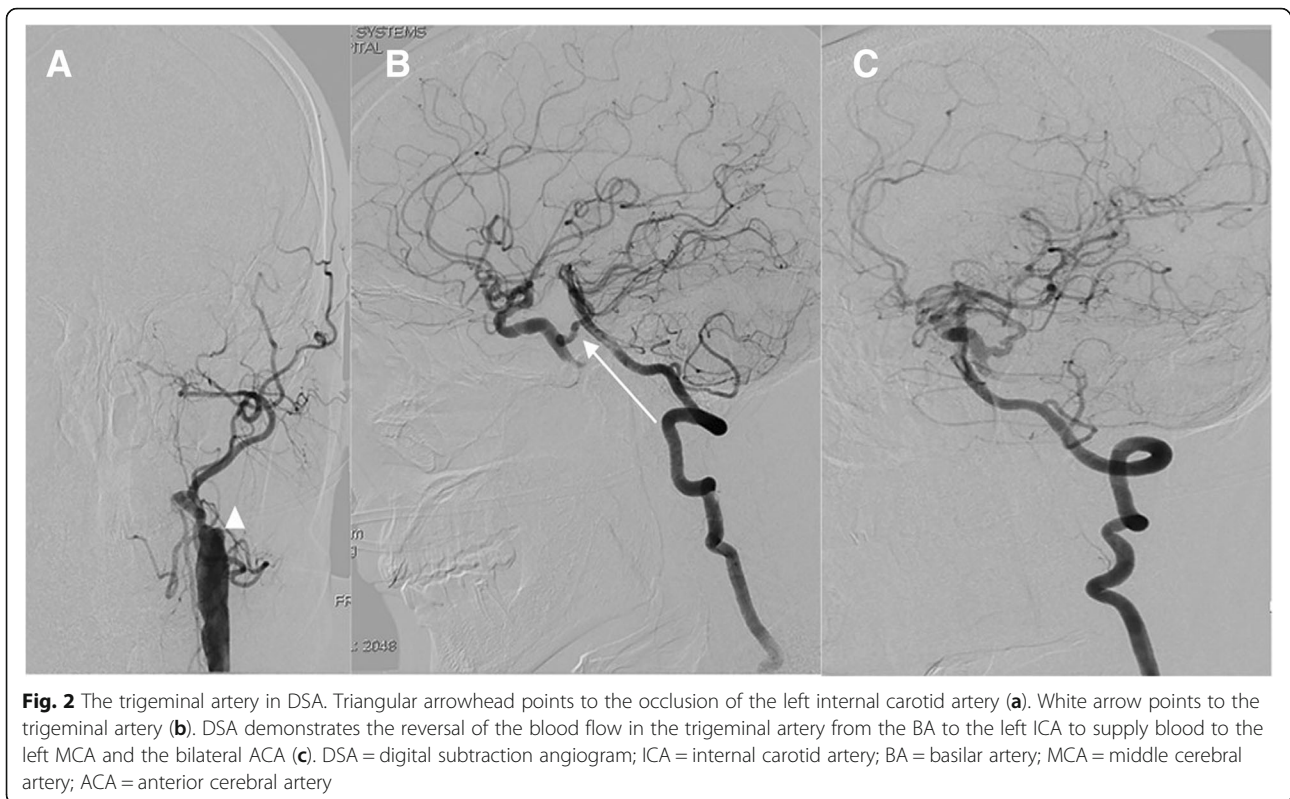 A
SYSTEMS
B
C
2048
Fig. 2 The trigeminal artery in DSA. Triangular arrowhead points to the occlusion of the left internal carotid artery (a). White arrow points to the
trigeminal artery (b). DSA demonstrates the reversal of the blood flow in the trigeminal artery from the BA to the left ICA to supply blood to the
left MCA and the bilateral ACA (c). DSA = digital subtraction angiogram; ICA = internal carotid artery; BA = basilar artery; MCA = middle cerebral
artery; ACA = anterior cerebral artery